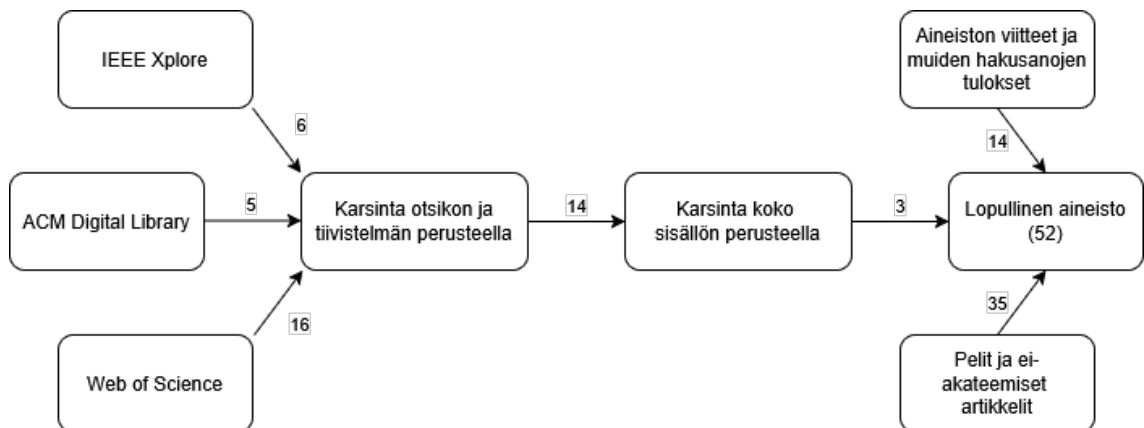 IEEE Xplore
6
ACM Digital Library
5
Web of Science
16
Karsinta otsikon ja
tiivistelmän perusteella
14
Karsinta koko
sisällön perusteella
3
Aineiston viitteet ja
muiden hakusanojen
tulokset
14
Lopullinen aineisto
(52)
35
Pelit ja ei-
akateemiset
artikkelit